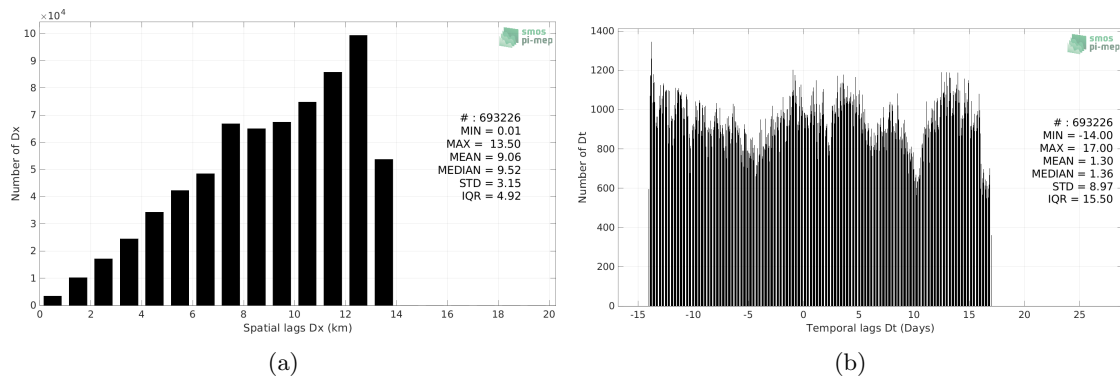 ×10⁴
10
9
8
7
6
5
4
3
2
1
0
Number of Dx
0 2 4 6 8 10 12 14 16 18 20
Spatial lags Dx (km)
smos
pi-mep
# : 693226
MIN = 0.01
MAX = 13.50
MEAN = 9.06
MEDIAN = 9.52
STD = 3.15
IQR = 4.92
(a)
1400
1200
1000
800
600
400
200
0
Number of Dt
-15 -10 -5 0 5 10 15 20 25
Temporal lags Dt (Days)
smos
pi-mep
# : 693226
MIN = -14.00
MAX = 17.00
MEAN = 1.30
MEDIAN = 1.36
STD = 8.97
IQR = 15.50
(b)